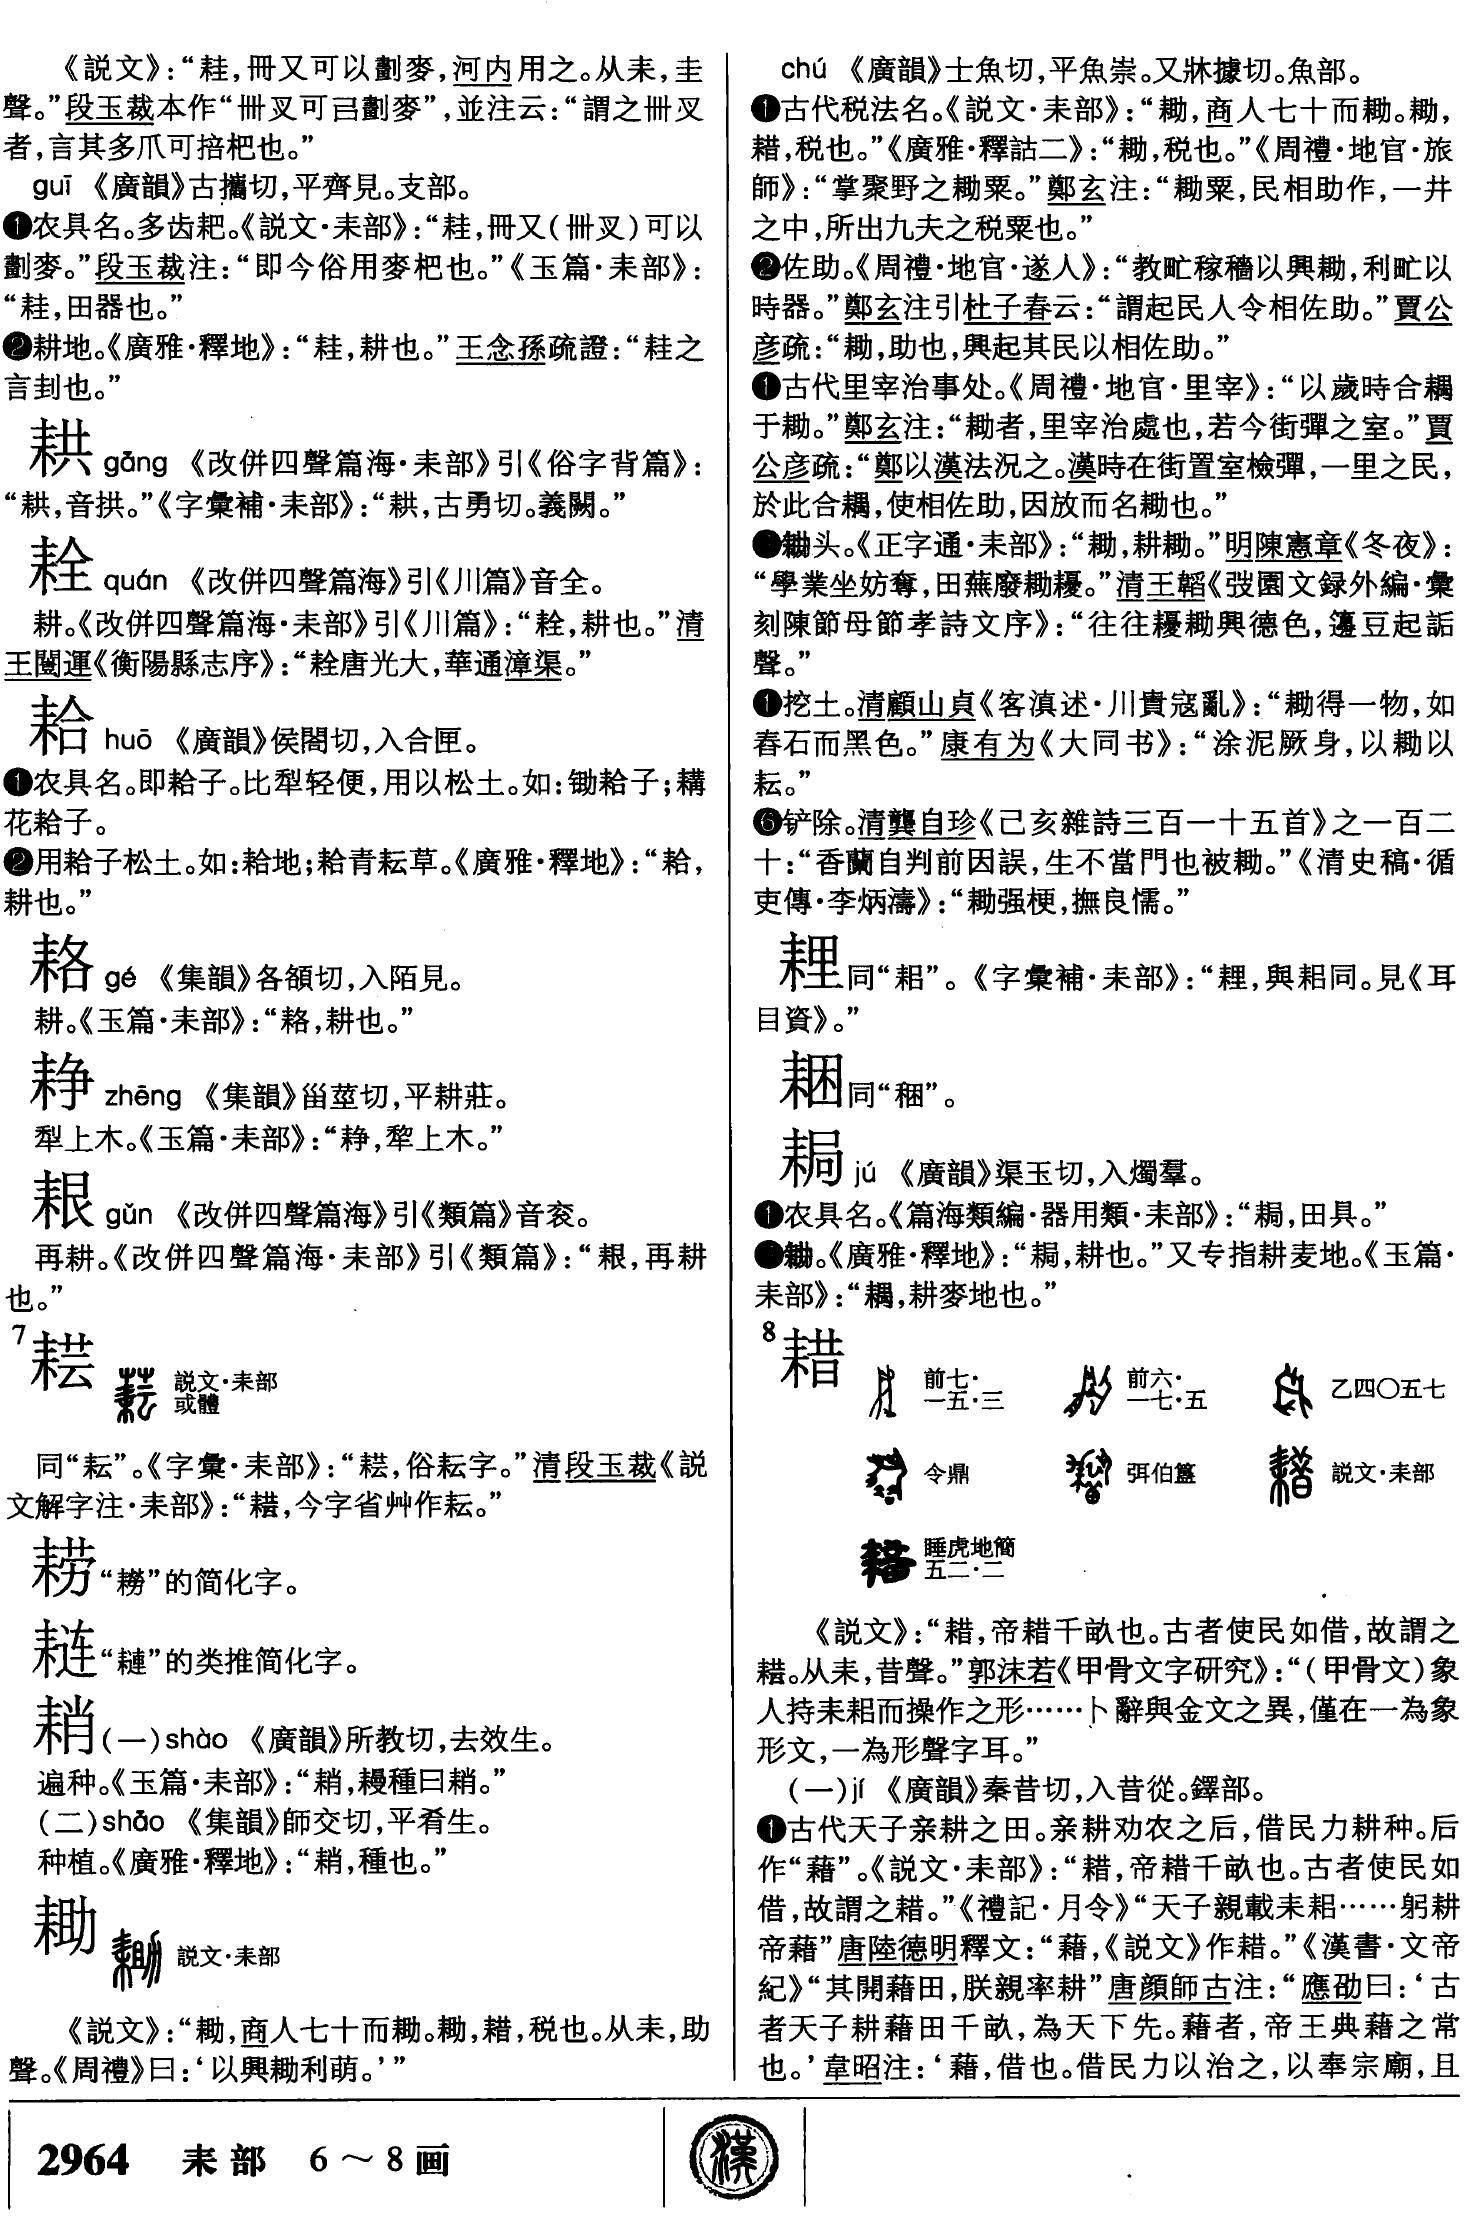 《説文》：“耫，冊又可以劃麥，河内用之。从耒，圭
聲。”段玉裁本作“卌叉可㠯劃麥”，並注云：“謂之卌叉
者，言其多爪可掊杷也。”
guī 《廣韻》古攜切，平齊見。支部。
❶农具名。多齿耙。《説文·耒部》：“䎰，冊又（卌叉）可以
劃麥。”段玉裁注：“即今俗用麥杷也。”《玉篇·耒部》：
“䎰，田器也。”
❷耕地。《廣雅·釋地》：“䎰，耕也。”王念孫疏證：“䎰之
言刲也。”
gǒng 《改併四聲篇海·耒部》引《俗字背篇》：
“，音拱。”《字彙補·耒部》：“，古勇切。義闕。”
quán 《改併四聲篇海》引《川篇》音全。
耕。《改併四聲篇海·耒部》引《川篇》：“，耕也。”清
王闓運《衡陽縣志序》：“唐光大，華通漳渠。”
耠 huō 《廣韻》侯閤切，入合匣。
❶农具名。即耠子。比犁轻便，用以松土。如：锄耠子；耩
花耠子。
❷用耠子松土。如：耠地；耠青耘草。《廣雅·釋地》：“耠，
耕也。”
茖 gé 《集韻》各頟切，入陌見。
耕。《玉篇·耒部》：“，耕也。”
zhēng 《集韻》甾莖切，平耕莊。
犁上木。《玉篇·耒部》：“，犂上木。”
gǔn 《改併四聲篇海》引《類篇》音衮。
再耕。《改併四聲篇海·耒部》引《類篇》：“，再耕
也。”
7
説文·耒部
或體
同“耘”。《字彙·耒部》：“，俗耘字。”清段玉裁《説
文解字注·耒部》：“，今字省艸作耘。”
耢“耮”的简化字。
“”的类推简化字。
䎴（一）shào 《廣韻》所教切，去效生。
遍种。《玉篇·耒部》：“䎴，耰種曰䎴。”
（二）shāo 《集韻》師交切，平肴生。
种植。《廣雅·釋地》：“䎴，種也。”
耡
説文·耒部
《説文》：“耡，商人七十而耡。耡，耤，税也。从耒，助
聲。《周禮》曰：‘以興耡利萌。’”
chú 《廣韻》士魚切，平魚崇。又牀據切。魚部。
❶古代税法名。《説文·耒部》：“耡，商人七十而耡。耡，
耤，税也。”《廣雅·釋詁二》：“耡，税也。”《周禮·地官·旅
師》：“掌聚野之耡粟。”鄭玄注：“耡粟，民相助作，一井
之中，所出九夫之税粟也。”
❷佐助。《周禮·地官·遂人》：“教甿稼穡以興耡，利甿以
時器。”鄭玄注引杜子春云：“謂起民人令相佐助。”賈公
彦疏：“耡，助也，興起其民以相佐助。”
❶古代里宰治事处。《周禮·地官·里宰》：“以歲時合耦
于耡。”鄭玄注：“耡者，里宰治處也，若今街彈之室。”賈
公彦疏：“鄭以漢法況之。漢時在街置室檢彈，一里之民，
於此合耦，使相佐助，因放而名耡也。”
锄头。《正字通·耒部》：“耡，耕耡。”明陳憲章《冬夜》：
“學業坐妨奪，田蕪廢耡耰。”清王韜《弢園文録外編·彙
刻陳節母節孝詩文序》：“往往耰耡興德色，籩豆起詬
聲。”
❶挖土。清顧山貞《客滇述·川貴寇亂》：“耡得一物，如
舂石而黑色。”康有为《大同书》：“涂泥厥身，以耡以
耘。”
❻铲除。清龔自珍《己亥雜詩三百一十五首》之一百二
十：“香蘭自判前因誤，生不當門也被耡。”《清史稿·循
吏傳·李炳濤》：“耡强梗，撫良懦。”
同“耜”。《字彙補·耒部》：“，與耜同。見《耳
目資》。”
同“稇”。
jú 《廣韻》渠玉切，入燭羣。
❶农具名。《篇海類編·器用類·耒部》：“，田具。”
锄。《廣雅·釋地》：“，耕也。”又专指耕麦地。《玉篇·
耒部》：“，耕麥地也。”
8
耤
前七·
一五·三
前六·
一七·五
乙四〇五七
令鼎
弭伯簋
説文·耒部
睡虎地簡
五二·二
《説文》：“耤，帝耤千畝也。古者使民如借，故謂之
耤。从耒，昔聲。”郭沫若《甲骨文字研究》：“（甲骨文）象
人持耒耜而操作之形……卜辭與金文之異，僅在一為象
形文，一為形聲字耳。”
（一）jí 《廣韻》秦昔切，入昔從。鐸部。
❶古代天子亲耕之田。亲耕劝农之后，借民力耕种。后
作“藉”。《説文·耒部》：“耤，帝耤千畝也。古者使民如
借，故謂之耤。”《禮記·月令》“天子親載耒耜……躬耕
帝藉”唐陸德明釋文：“藉，《説文》作耤。”《漢書·文帝
紀》“其開藉田，朕親率耕”唐顔師古注：“應劭曰：‘古
者天子耕藉田千畝，為天下先。藉者，帝王典藉之常
也。’韋昭注：‘藉，借也。借民力以治之，以奉宗廟，且
2964 耒部 6～8画
漢